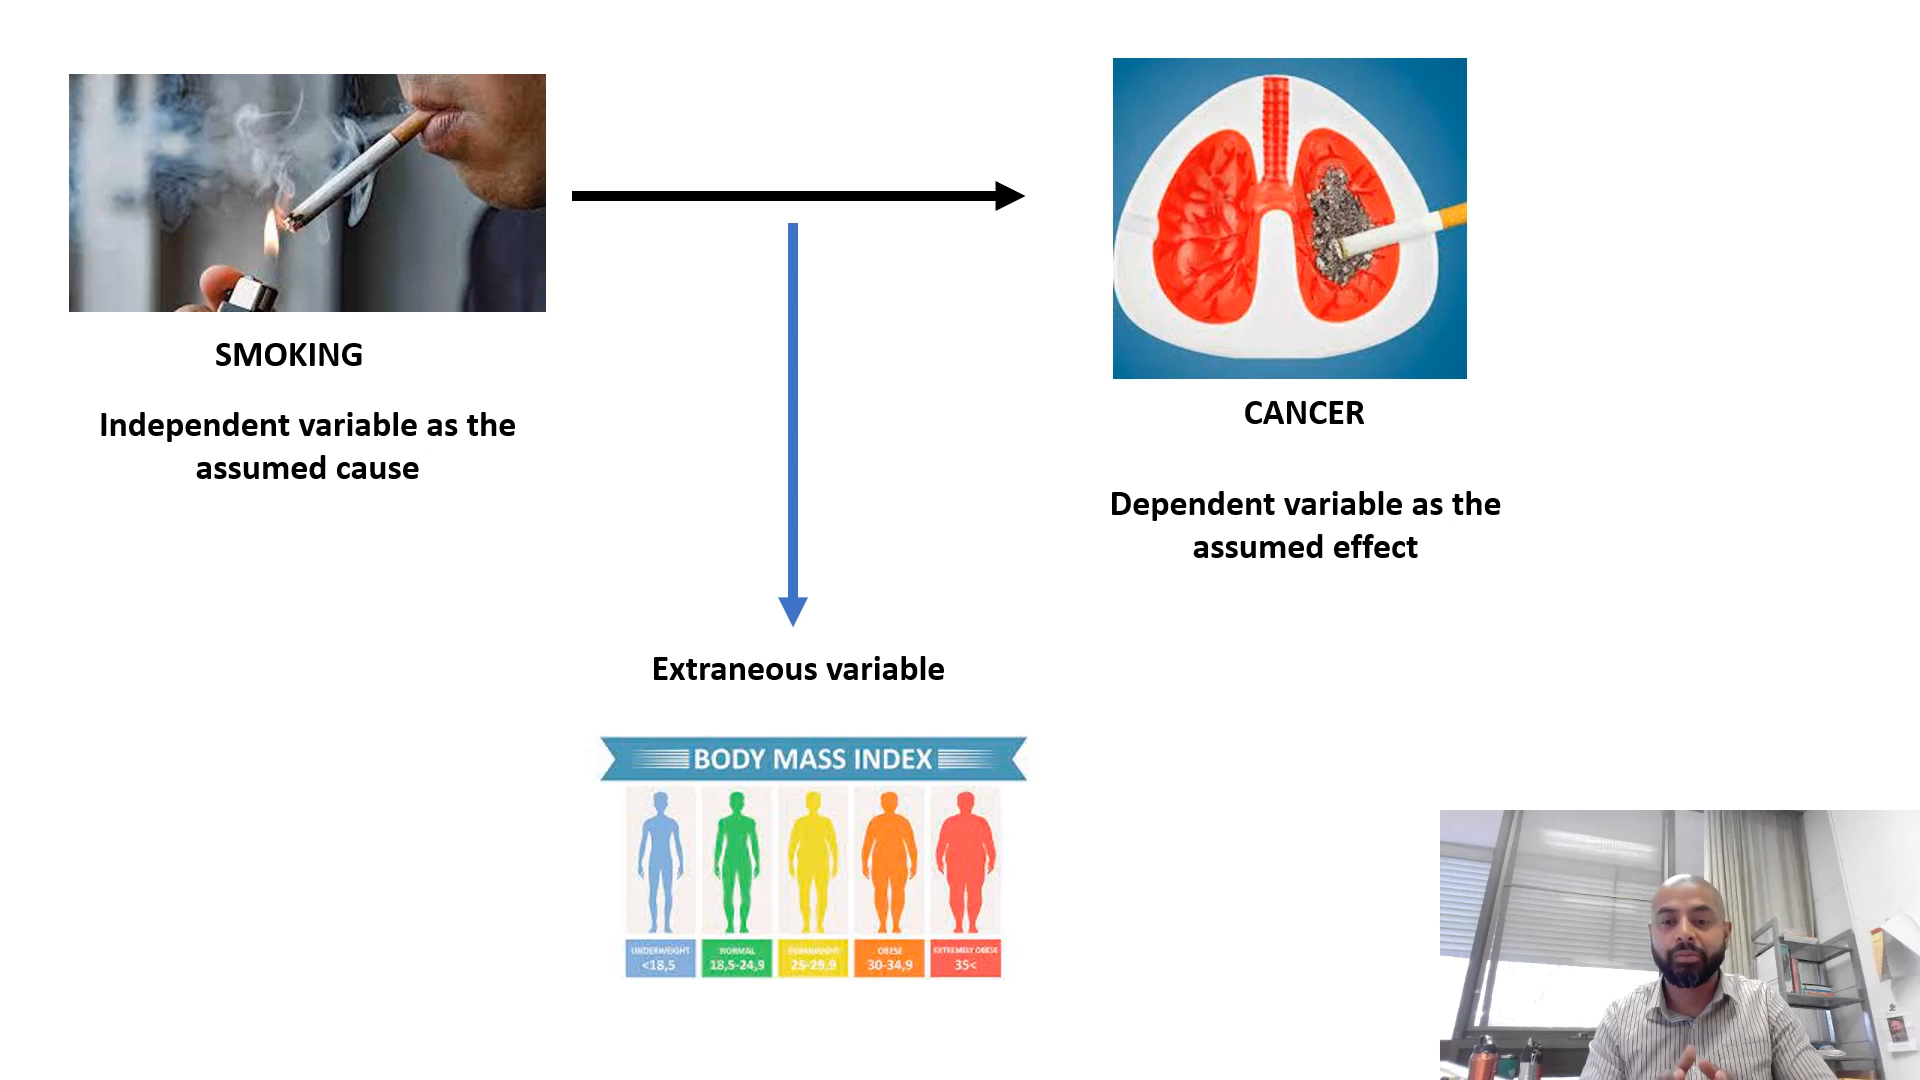 SMOKING
Independent variable as the
assumed cause
CANCER
Dependent variable as the
assumed effect
Extraneous variable
BODY MASS INDEX
UNDERWEIGHT
<18,5
NORMAL
18,5-24,9
OVERWEIGHT
25-29,9
OBESE
30-34,9
EXTREMELY OBESE
35<